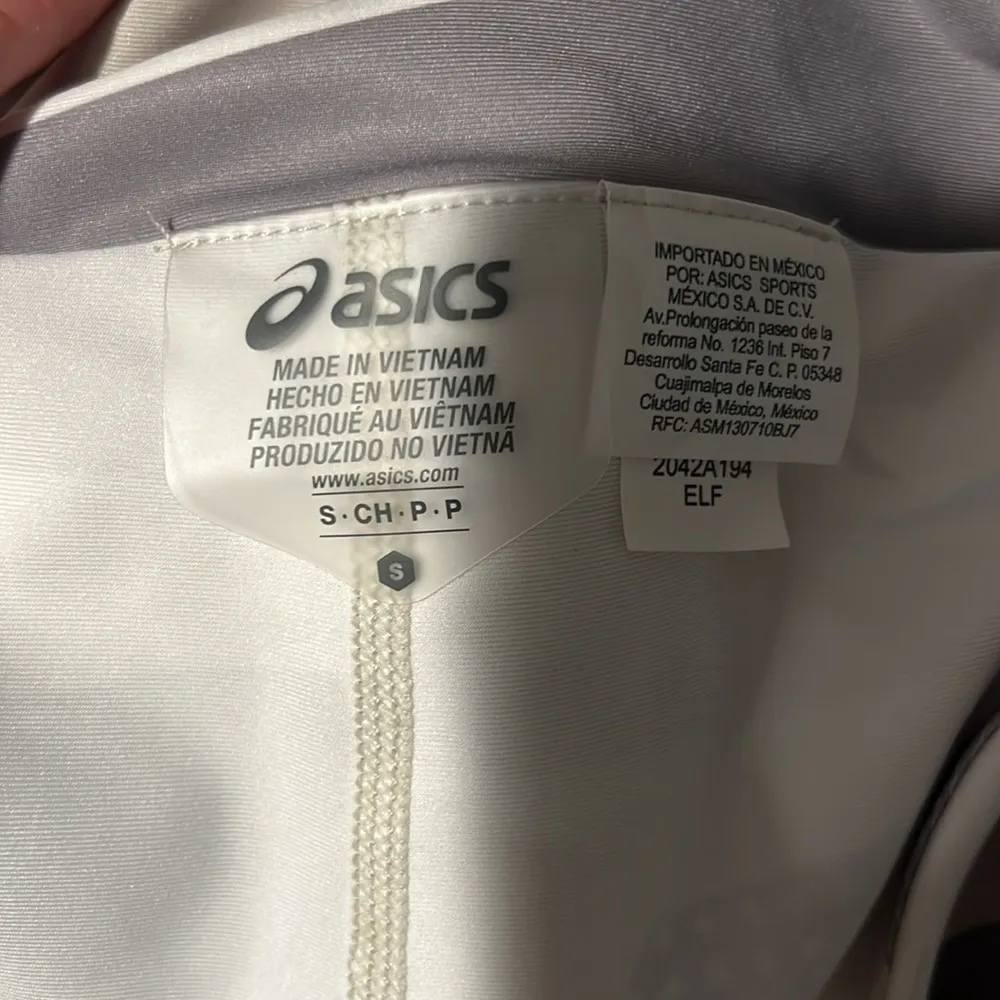 asics
MADE IN VIETNAM
HECHO EN VIETNAM
FABRIQUÉ AU VIÊTNAM
PRODUZIDO NO VIETNÃ
www.asics.com
S·CH·P·P
S
IMPORTADO EN MÉXICO
POR: ASICS SPORTS
MÉXICO S.A. DE C.V.
Av.Prolongación paseo de la
reforma No. 1236 Int. Piso 7
Desarrollo Santa Fe C. P. 05348
Cuajimalpa de Morelos
Ciudad de México, México
RFC: ASM130710BJ7
2042A194
ELF